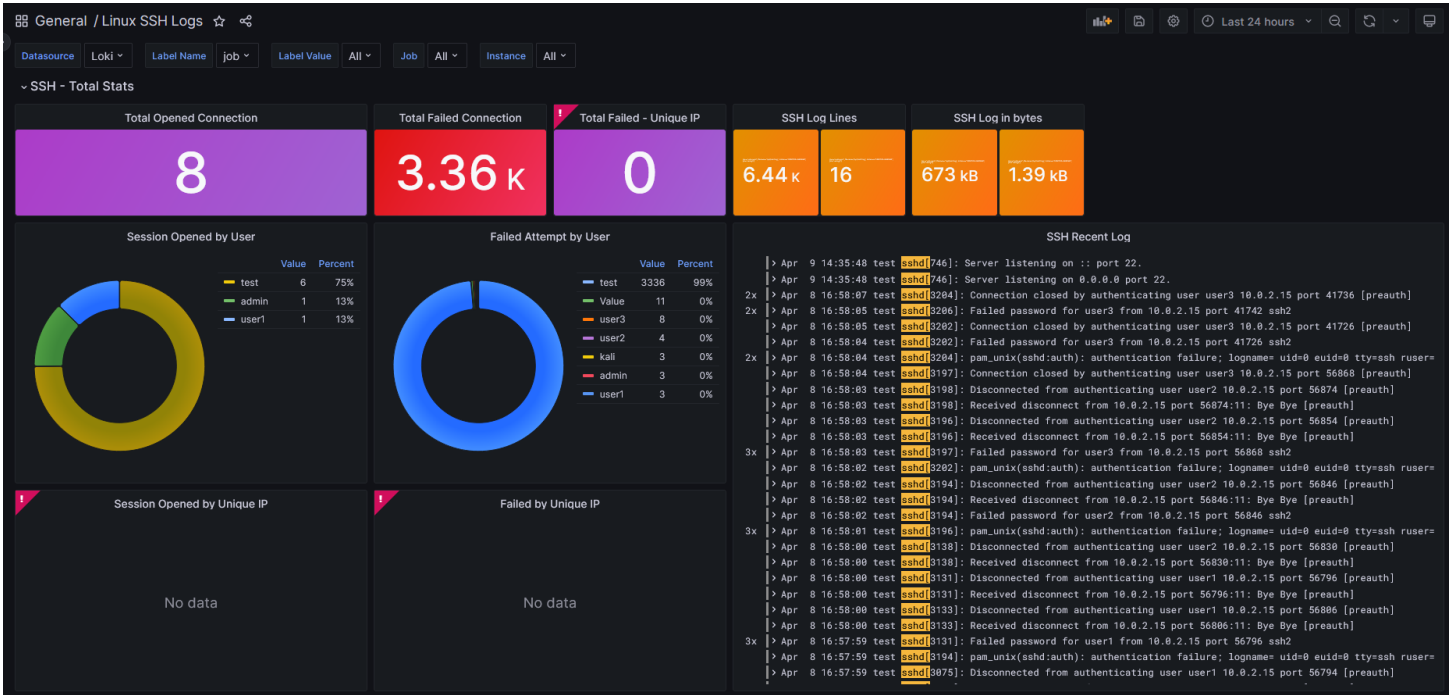 General / Linux SSH Logs
Last 24 hours
Datasource Loki Label Name job Label Value All Job All Instance All
SSH - Total Stats
Total Opened Connection
8
Total Failed Connection
3.36 K
!
Total Failed - Unique IP
0
SSH Log Lines
6.44 K
16
SSH Log in bytes
673 kB
1.39 kB
Session Opened by User
Value Percent
test 6 75%
admin 1 13%
user1 1 13%
Failed Attempt by User
Value Percent
test 3336 99%
Value 11 0%
user3 8 0%
user2 4 0%
kali 3 0%
admin 3 0%
user1 3 0%
SSH Recent Log
> Apr 9 14:35:48 test sshd[746]: Server listening on :: port 22.
> Apr 9 14:35:48 test sshd[746]: Server listening on 0.0.0.0 port 22.
2x > Apr 8 16:58:07 test sshd[3204]: Connection closed by authenticating user user3 10.0.2.15 port 41736 [preauth]
2x > Apr 8 16:58:05 test sshd[3206]: Failed password for user3 from 10.0.2.15 port 41742 ssh2
> Apr 8 16:58:05 test sshd[3202]: Connection closed by authenticating user user3 10.0.2.15 port 41726 [preauth]
> Apr 8 16:58:04 test sshd[3202]: Failed password for user3 from 10.0.2.15 port 41726 ssh2
2x > Apr 8 16:58:04 test sshd[3204]: pam_unix(sshd:auth): authentication failure; logname= uid=0 euid=0 tty=ssh ruser=
> Apr 8 16:58:04 test sshd[3197]: Connection closed by authenticating user user3 10.0.2.15 port 56868 [preauth]
> Apr 8 16:58:03 test sshd[3198]: Disconnected from authenticating user user2 10.0.2.15 port 56874 [preauth]
> Apr 8 16:58:03 test sshd[3198]: Received disconnect from 10.0.2.15 port 56874:11: Bye Bye [preauth]
> Apr 8 16:58:03 test sshd[3196]: Disconnected from authenticating user user2 10.0.2.15 port 56854 [preauth]
> Apr 8 16:58:03 test sshd[3196]: Received disconnect from 10.0.2.15 port 56854:11: Bye Bye [preauth]
3x > Apr 8 16:58:03 test sshd[3197]: Failed password for user3 from 10.0.2.15 port 56868 ssh2
> Apr 8 16:58:02 test sshd[3202]: pam_unix(sshd:auth): authentication failure; logname= uid=0 euid=0 tty=ssh ruser=
> Apr 8 16:58:02 test sshd[3194]: Disconnected from authenticating user user2 10.0.2.15 port 56846 [preauth]
> Apr 8 16:58:02 test sshd[3194]: Received disconnect from 10.0.2.15 port 56846:11: Bye Bye [preauth]
> Apr 8 16:58:02 test sshd[3194]: Failed password for user2 from 10.0.2.15 port 56846 ssh2
3x > Apr 8 16:58:01 test sshd[3196]: pam_unix(sshd:auth): authentication failure; logname= uid=0 euid=0 tty=ssh ruser=
> Apr 8 16:58:00 test sshd[3138]: Disconnected from authenticating user user2 10.0.2.15 port 56830 [preauth]
> Apr 8 16:58:00 test sshd[3138]: Received disconnect from 10.0.2.15 port 56830:11: Bye Bye [preauth]
> Apr 8 16:58:00 test sshd[3131]: Disconnected from authenticating user user1 10.0.2.15 port 56796 [preauth]
> Apr 8 16:58:00 test sshd[3131]: Received disconnect from 10.0.2.15 port 56796:11: Bye Bye [preauth]
> Apr 8 16:58:00 test sshd[3133]: Disconnected from authenticating user user1 10.0.2.15 port 56806 [preauth]
> Apr 8 16:58:00 test sshd[3133]: Received disconnect from 10.0.2.15 port 56806:11: Bye Bye [preauth]
3x > Apr 8 16:57:59 test sshd[3131]: Failed password for user1 from 10.0.2.15 port 56796 ssh2
> Apr 8 16:57:59 test sshd[3194]: pam_unix(sshd:auth): authentication failure; logname= uid=0 euid=0 tty=ssh ruser=
> Apr 8 16:57:59 test sshd[3075]: Disconnected from authenticating user user1 10.0.2.15 port 56794 [preauth]
!
Session Opened by Unique IP
No data
!
Failed by Unique IP
No data